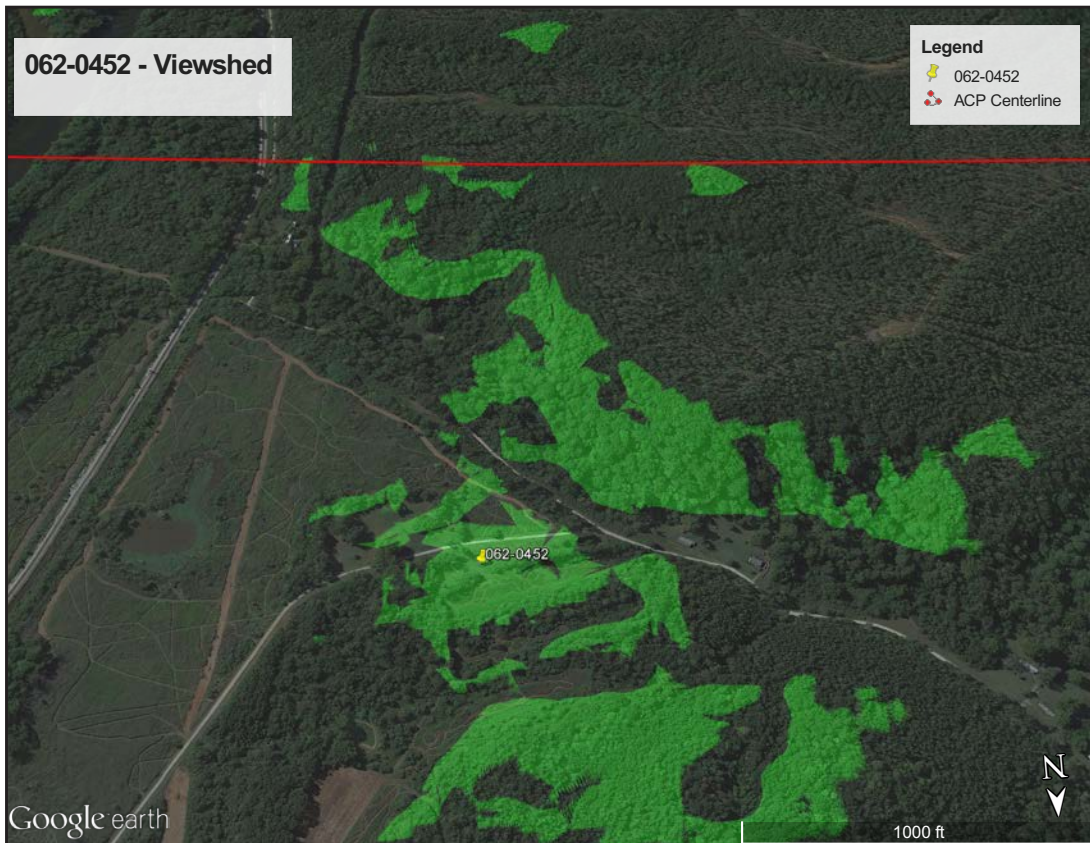 062-0452 - Viewshed
Legend
062-0452
ACP Centerline
062-0452
N
Google earth
1000 ft